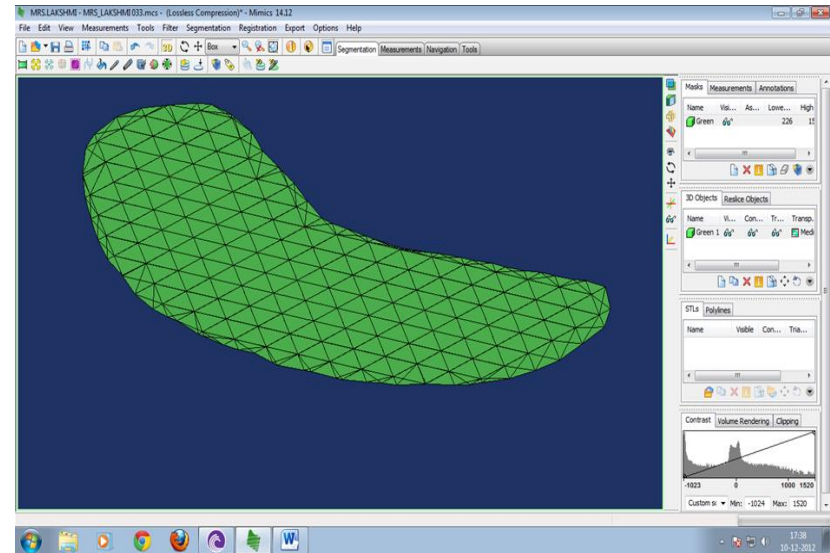 MRS.LAKSHMI - MRS_LAKSHMI033.mcs - (Lossless Compression)* - Mimics 14.12
File Edit View Measurements Tools Filter Segmentation Registration Export Options Help
3D Box Segmentation Measurements Navigation Tools
Masks Measurements Annotations
Name Visi... As... Lowe... High
Green 226 15
3D Objects Reslice Objects
Name Vi... Con... Tr... Transp.
Green 1 Medi
STLs Polylines
Name Visible Con... Tria...
Contrast Volume Rendering Clipping
-1023 0 1000 1520
Custom s: Min: -1024 Max: 1520
17:38
10-12-2012